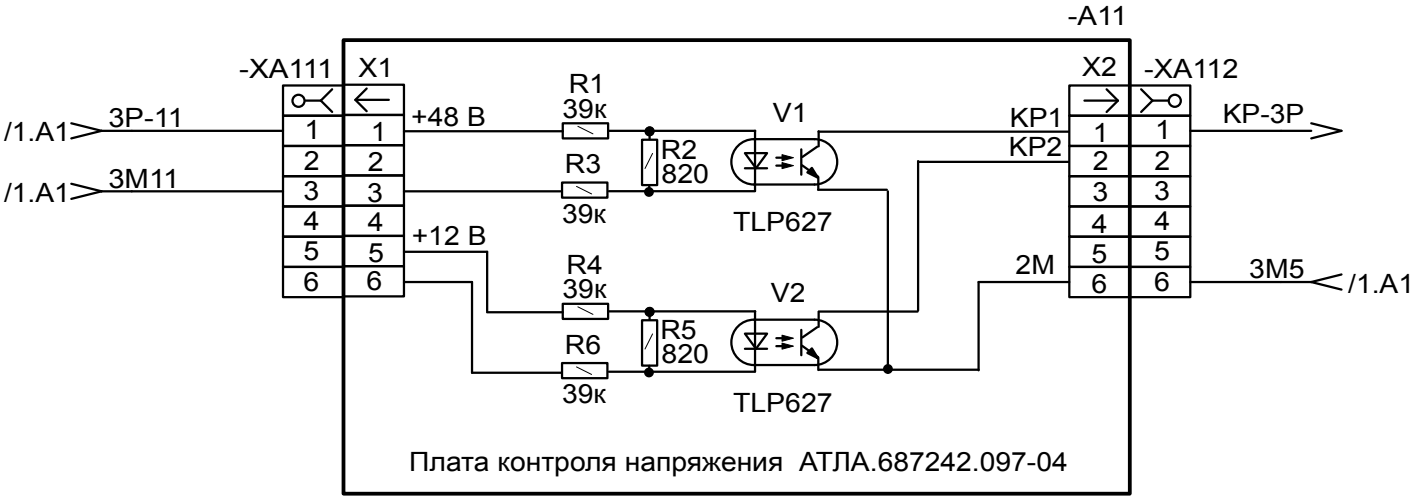 -A11
-XA111 X1
X2 -XA112
/1.A1 3P-11 1 1 +48 В
R1
39к
V1
KP1 1 1 KP-3P
2 2
R2
820
KP2 2 2
/1.A1 3M11 3 3
R3
39к
TLP627
3 3
4 4
4 4
5 5 +12 В
5 5
6 6
R4
39к
V2
2M 6 6 3M5 /1.A1
R5
820
R6
39к
TLP627
Плата контроля напряжения АТЛА.687242.097-04